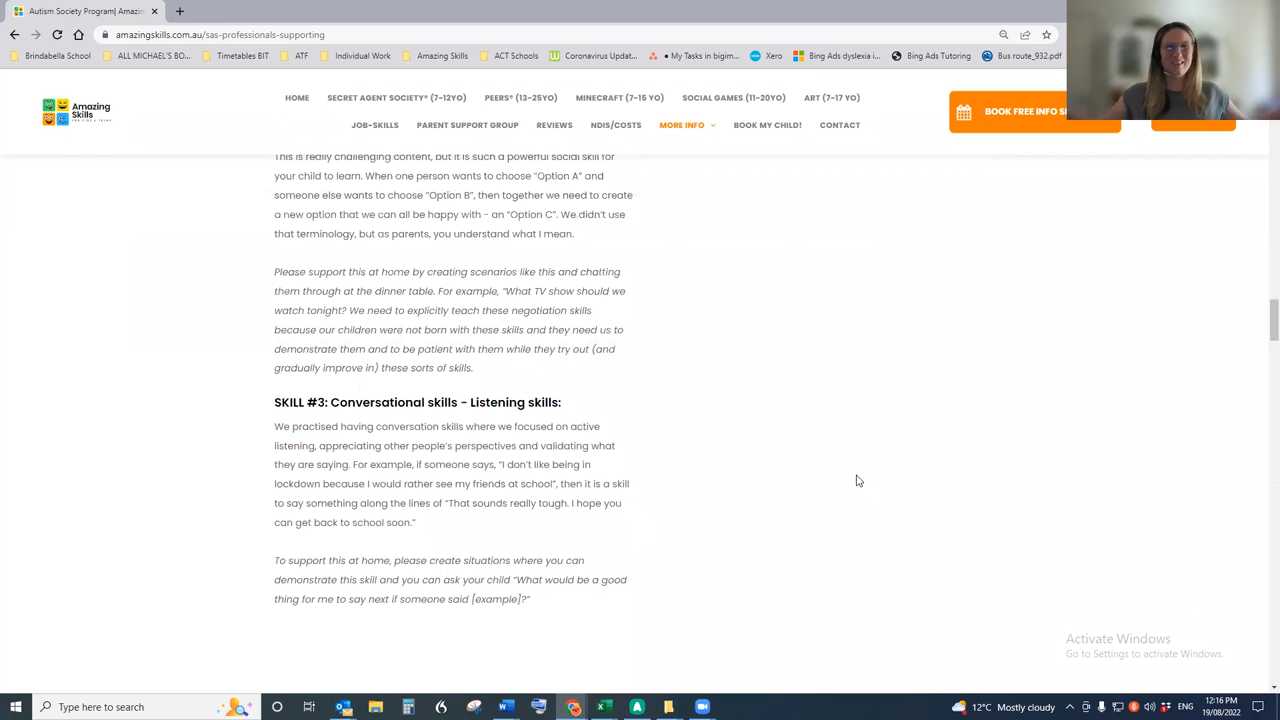 Autism Society Program| Amazin
amazingskills.com.au/sas-professionals-supporting
Timesheets ACT Gov
ALL MICHAEL'S BO...
Timetables BIT
ATF
Individual Work
Amazing Skills
ACT Schools
Coronavirus Updat...
• My Tasks in bigim...
Xero
Bing Ads dyslexia ...
Bing Ads Tutoring
Bus route_932.pdf
Amazing
Skills
FOR KIDS & TEENS
HOME
SECRET AGENT SOCIETY® (7-12YO)
PEERS® (13-25YO)
MINECRAFT (7-15 YO)
SOCIAL GAMES (11-20YO)
ART (7-17 YO)
BOOK FREE INFO S
JOB-SKILLS
PARENT SUPPORT GROUP
REVIEWS
NDIS/COSTS
MORE INFO
BOOK MY CHILD!
CONTACT
This is really challenging content, but it is such a powerful social skill for
your child to learn. When one person wants to choose “Option A” and
someone else wants to choose “Option B”, then together we need to create
a new option that we can all be happy with - an “Option C”. We didn’t use
that terminology, but as parents, you understand what I mean.
Please support this at home by creating scenarios like this and chatting
them through at the dinner table. For example, “What TV show should we
watch tonight? We need to explicitly teach these negotiation skills
because our children were not born with these skills and they need us to
demonstrate them and to be patient with them while they try out (and
gradually improve in) these sorts of skills.
SKILL #3: Conversational skills - Listening skills:
We practised having conversation skills where we focused on active
listening, appreciating other people’s perspectives and validating what
they are saying. For example, if someone says, “I don’t like being in
lockdown because I would rather see my friends at school”, then it is a skill
to say something along the lines of “That sounds really tough. I hope you
can get back to school soon.”
To support this at home, please create situations where you can
demonstrate this skill and you can ask your child “What would be a good
thing for me to say next if someone said [example]?”
Activate Windows
Go to Settings to activate Windows.
Type here to search
12°C Mostly cloudy
12:16 PM
19/08/2022